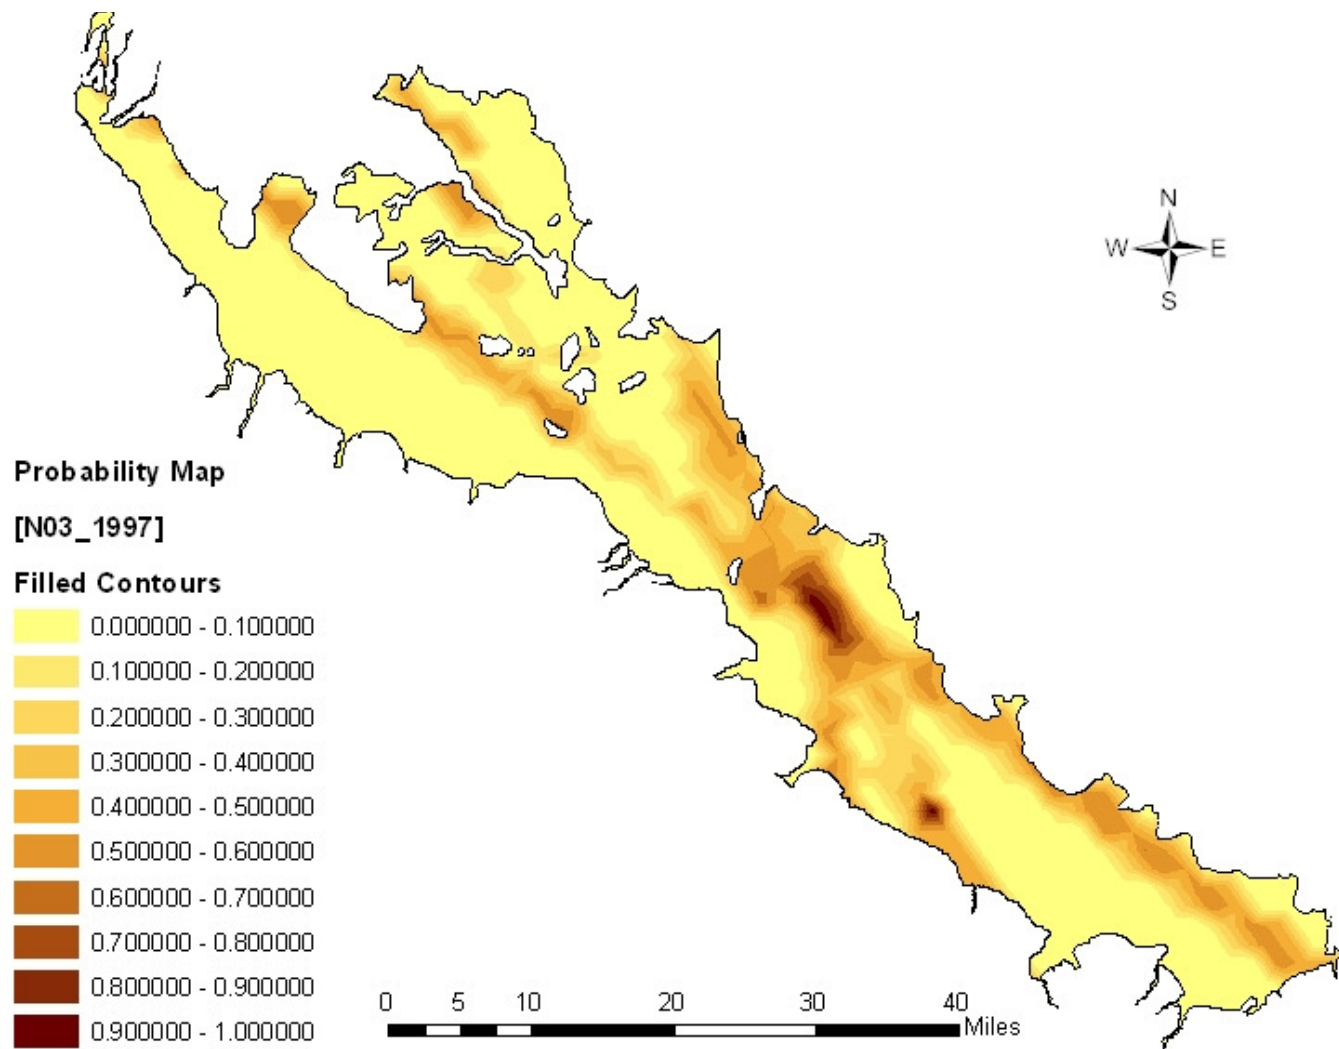 N
W E
S
Probability Map
[N03_1997]
Filled Contours
0.000000 - 0.100000
0.100000 - 0.200000
0.200000 - 0.300000
0.300000 - 0.400000
0.400000 - 0.500000
0.500000 - 0.600000
0.600000 - 0.700000
0.700000 - 0.800000
0.800000 - 0.900000
0.900000 - 1.000000
0 5 10 20 30 40
Miles